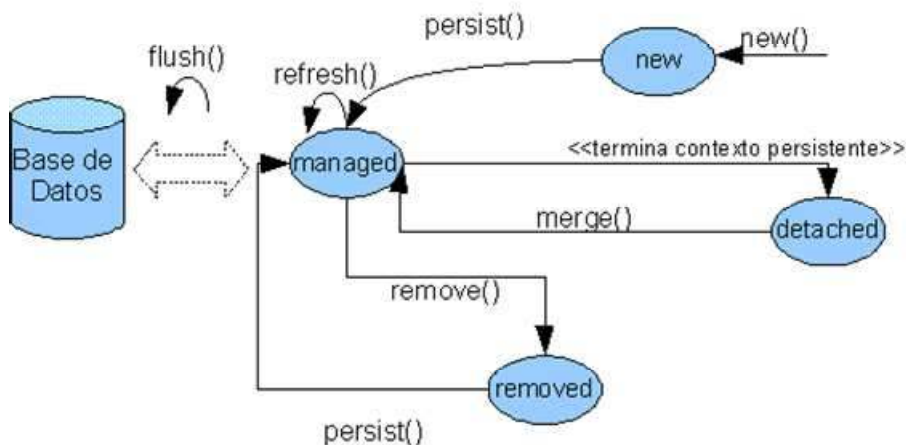 persist()
new()
new
flush()
refresh()
Base de
Datos
managed
<<termina contexto persistente>>
merge()
detached
remove()
removed
persist()